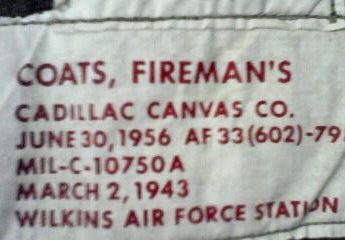 COATS, FIREMAN'S
CADILLAC CANVAS CO.
JUNE 30, 1956 AF 33(602)-79
MIL-C-10750A
MARCH 2, 1943
WILKINS AIR FORCE STATION